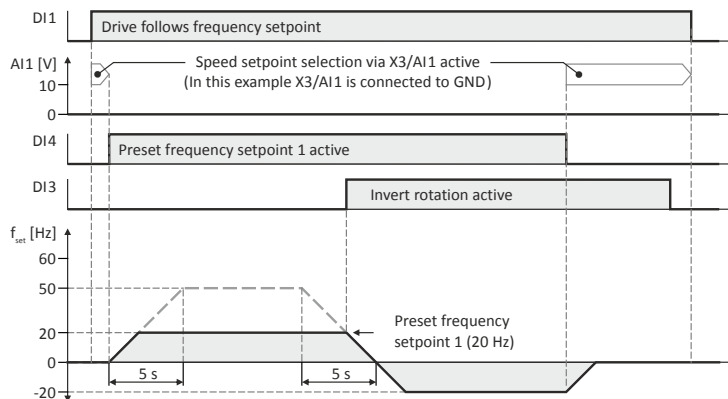 DI1
Drive follows frequency setpoint
AI1 [V]
Speed setpoint selection via X3/AI1 active
(In this example X3/AI1 is connected to GND)
10
0
DI4
Preset frequency setpoint 1 active
DI3
Invert rotation active
fset [Hz]
60
50
20
Preset frequency
setpoint 1 (20 Hz)
0
5 s
5 s
-20